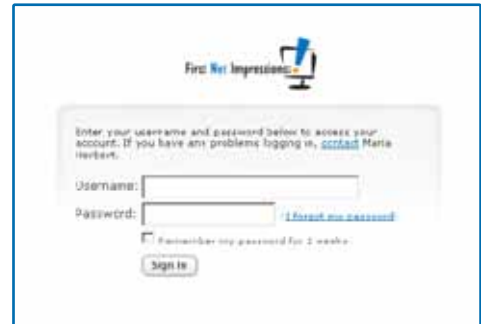 First Net Impressions
Enter your username and password below to access your
account. If you have any problems logging in, contact Maria
Herbert.
Username:
Password:
I forgot my password
Remember my password for 2 weeks
Sign In